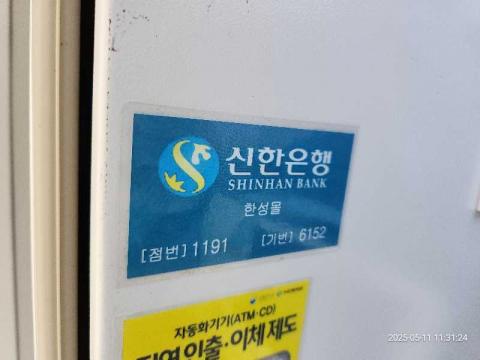 신한은행
SHINHAN BANK
한성몰
[점번] 1191 [기번] 6152
자동화기기(ATM·CD)
지연 인출·이체 제도
2025-05-11 11:31:24